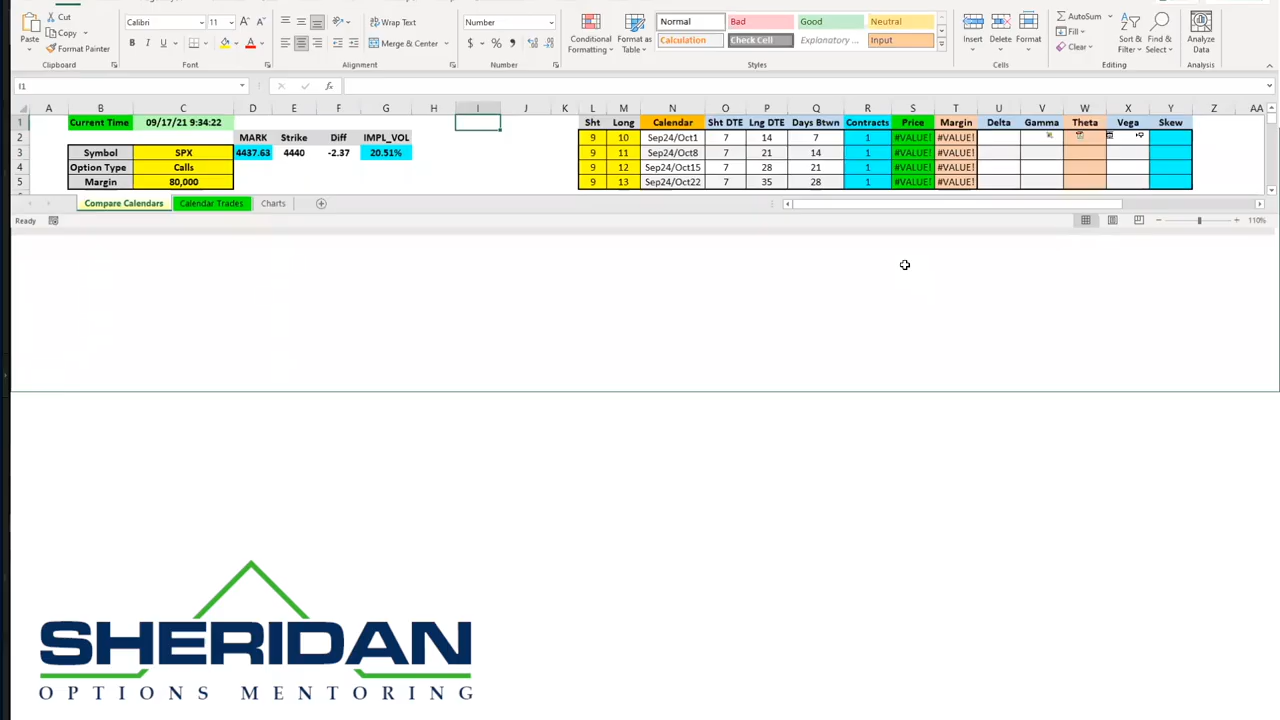 Cut
Copy
Format Painter
Paste
Clipboard
Calibri 11
B I U
Font
Wrap Text
Merge & Center
Alignment
Number
$ % ,
Number
Conditional Formatting
Format as Table
Normal Bad Good Neutral
Calculation Check Cell Explanatory ... Input
Styles
Insert Delete Format
Cells
AutoSum
Fill
Clear
Sort & Filter
Find & Select
Editing
Analyze Data
Analysis
I1
fx
A B C D E F G H I J K L M N O P Q R S T U V W X Y Z AA
1 Current Time 09/17/21 9:34:22 Sht Long Calendar Sht DTE Lng DTE Days Btwn Contracts Price Margin Delta Gamma Theta Vega Skew
2 MARK Strike Diff IMPL_VOL 9 10 Sep24/Oct1 7 14 7 1 #VALUE! #VALUE!
3 Symbol SPX 4437.63 4440 -2.37 20.51% 9 11 Sep24/Oct8 7 21 14 1 #VALUE! #VALUE!
4 Option Type Calls 9 12 Sep24/Oct15 7 28 21 1 #VALUE! #VALUE!
5 Margin 80,000 9 13 Sep24/Oct22 7 35 28 1 #VALUE! #VALUE!
Compare Calendars Calendar Trades Charts
Ready 110%
SHERIDAN
OPTIONS MENTORING